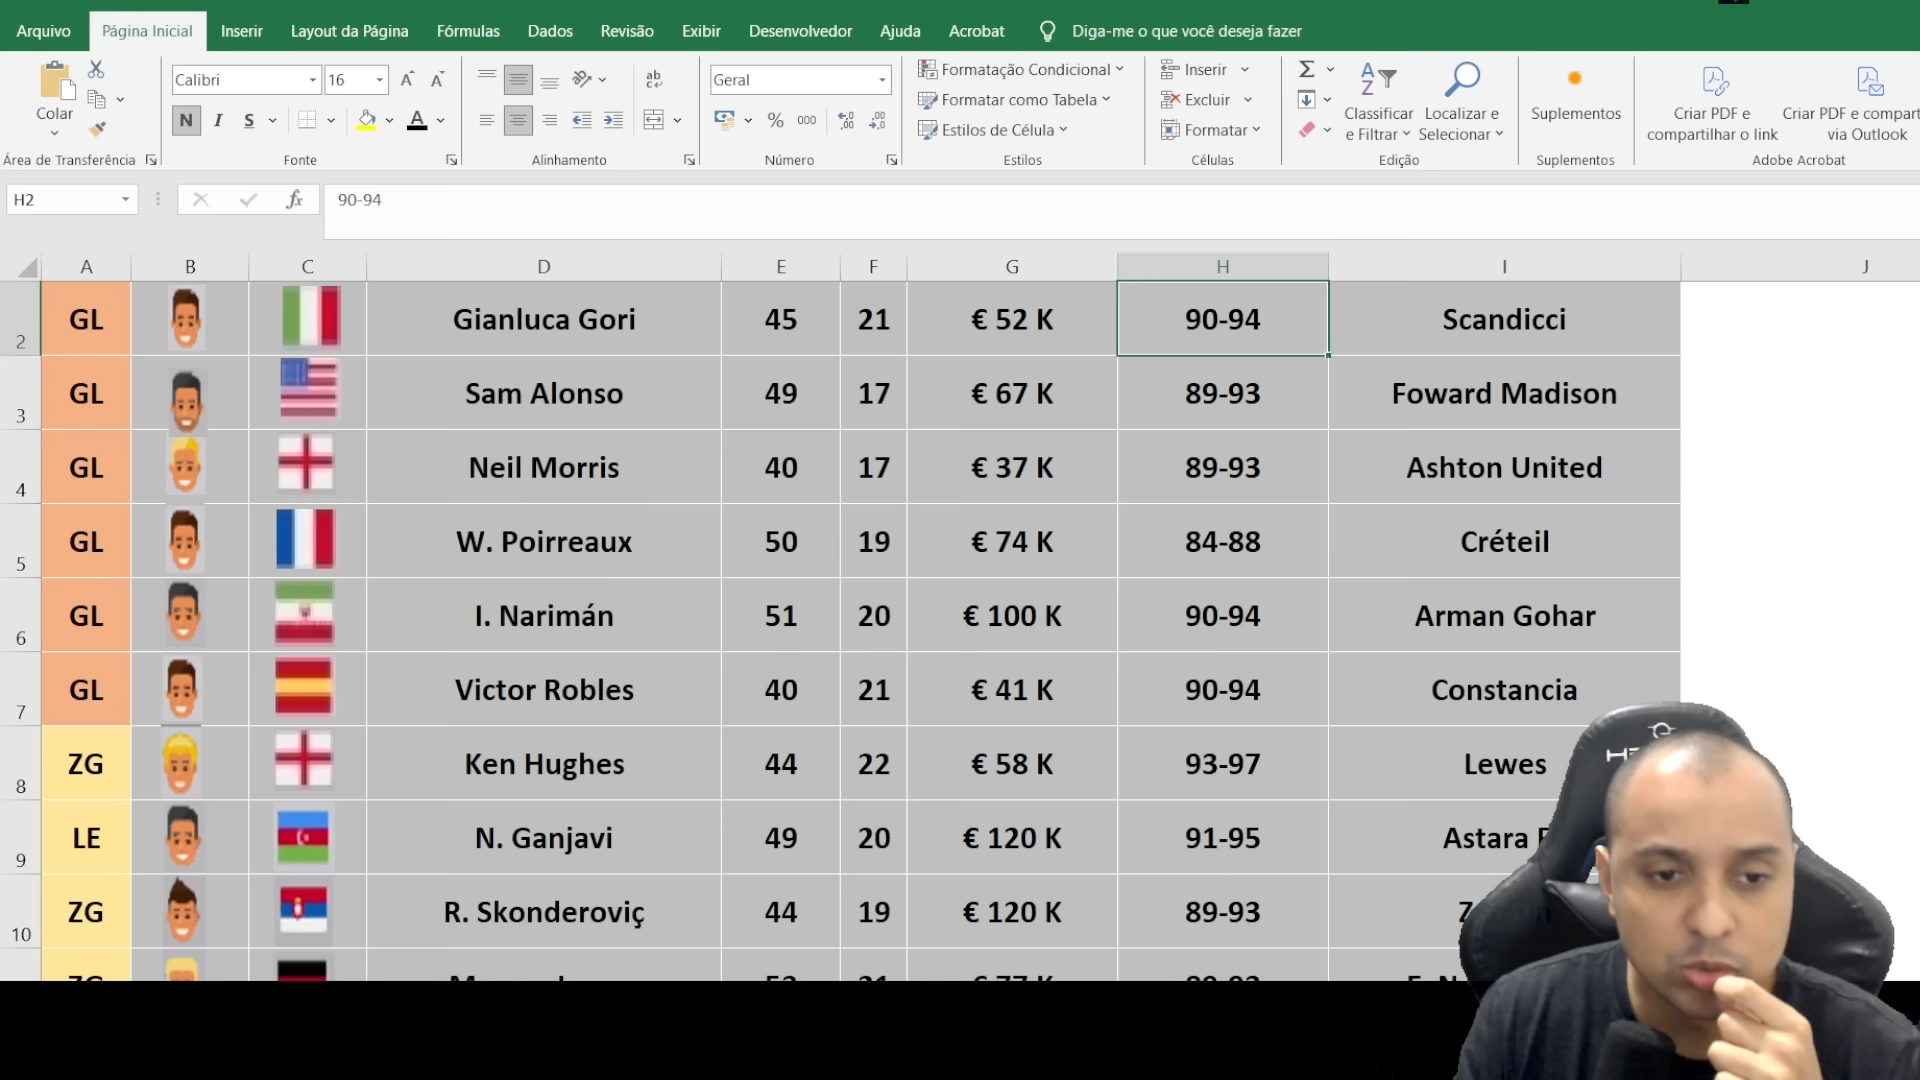 Arquivo Página Inicial Inserir Layout da Página Fórmulas Dados Revisão Exibir Desenvolvedor Ajuda Acrobat Diga-me o que você deseja fazer
Calibri 16 ab Geral Formatação Condicional Inserir Σ
Colar Formatar como Tabela Excluir Classificar Localizar e Suplementos Criar PDF e Criar PDF e compart
N I S A % 000 Estilos de Célula Formatar e Filtrar Selecionar compartilhar o link via Outlook
Área de Transferência Fonte Alinhamento Número Estilos Células Edição Suplementos Adobe Acrobat
H2 fx 90-94
A B C D E F G H I J
2 GL Gianluca Gori 45 21 € 52 K 90-94 Scandicci
3 GL Sam Alonso 49 17 € 67 K 89-93 Foward Madison
4 GL Neil Morris 40 17 € 37 K 89-93 Ashton United
5 GL W. Poirreaux 50 19 € 74 K 84-88 Créteil
6 GL I. Narimán 51 20 € 100 K 90-94 Arman Gohar
7 GL Victor Robles 40 21 € 41 K 90-94 Constancia
8 ZG Ken Hughes 44 22 € 58 K 93-97 Lewes
9 LE N. Ganjavi 49 20 € 120 K 91-95 Astara
10 ZG R. Skonderoviç 44 19 € 120 K 89-93